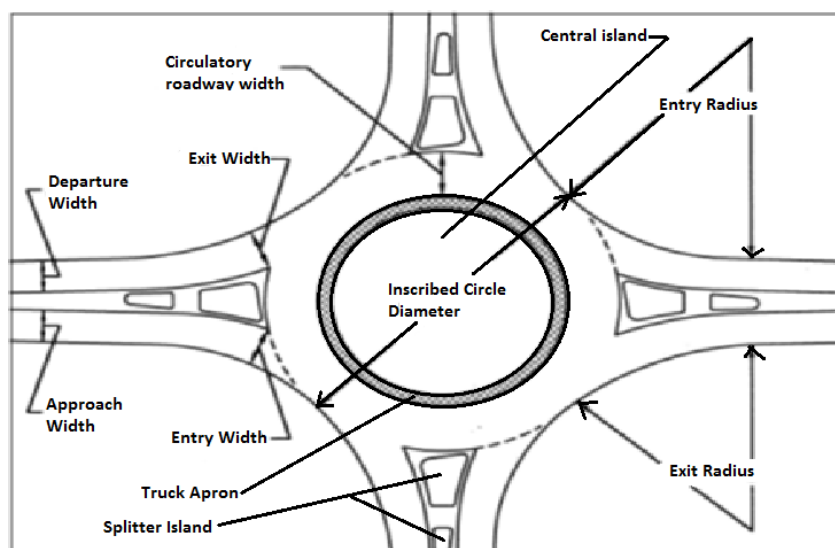 Central island
Circulatory
roadway width
Entry Radius
Exit Width
Departure
Width
Inscribed Circle
Diameter
Approach
Width
Entry Width
Exit Radius
Truck Apron
Splitter Island